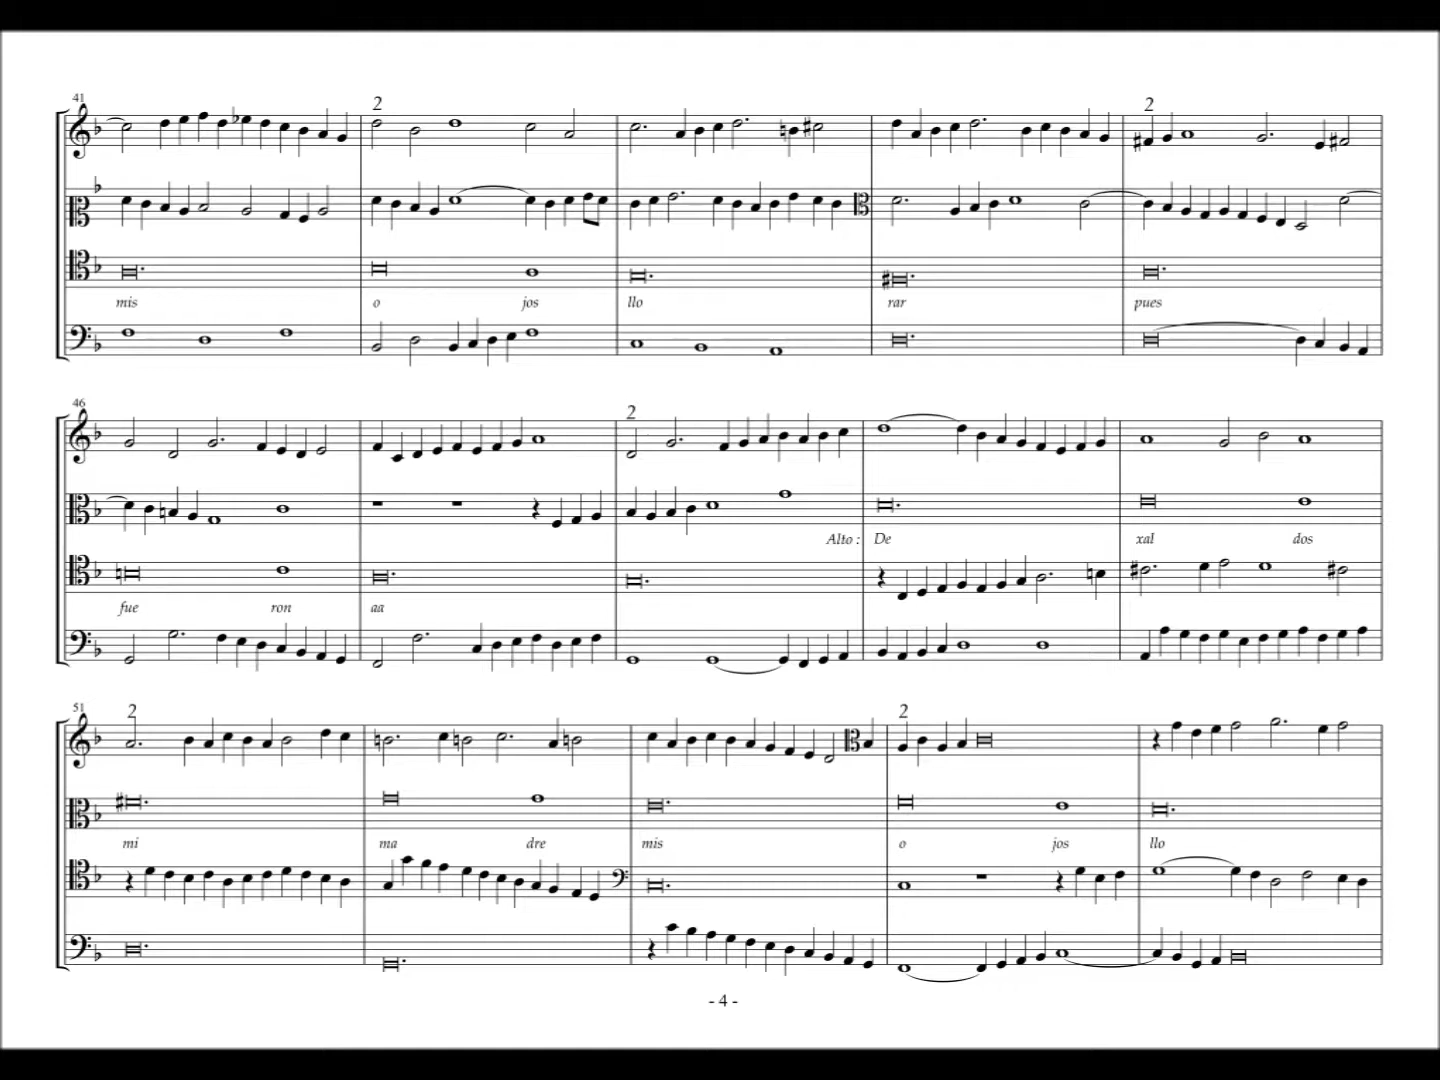 41
2
2
mis o jos llo rar pues
46
2
Alto : De xal dos
fue ron aa
51
2
2
mi ma dre mis o jos llo
- 4 -